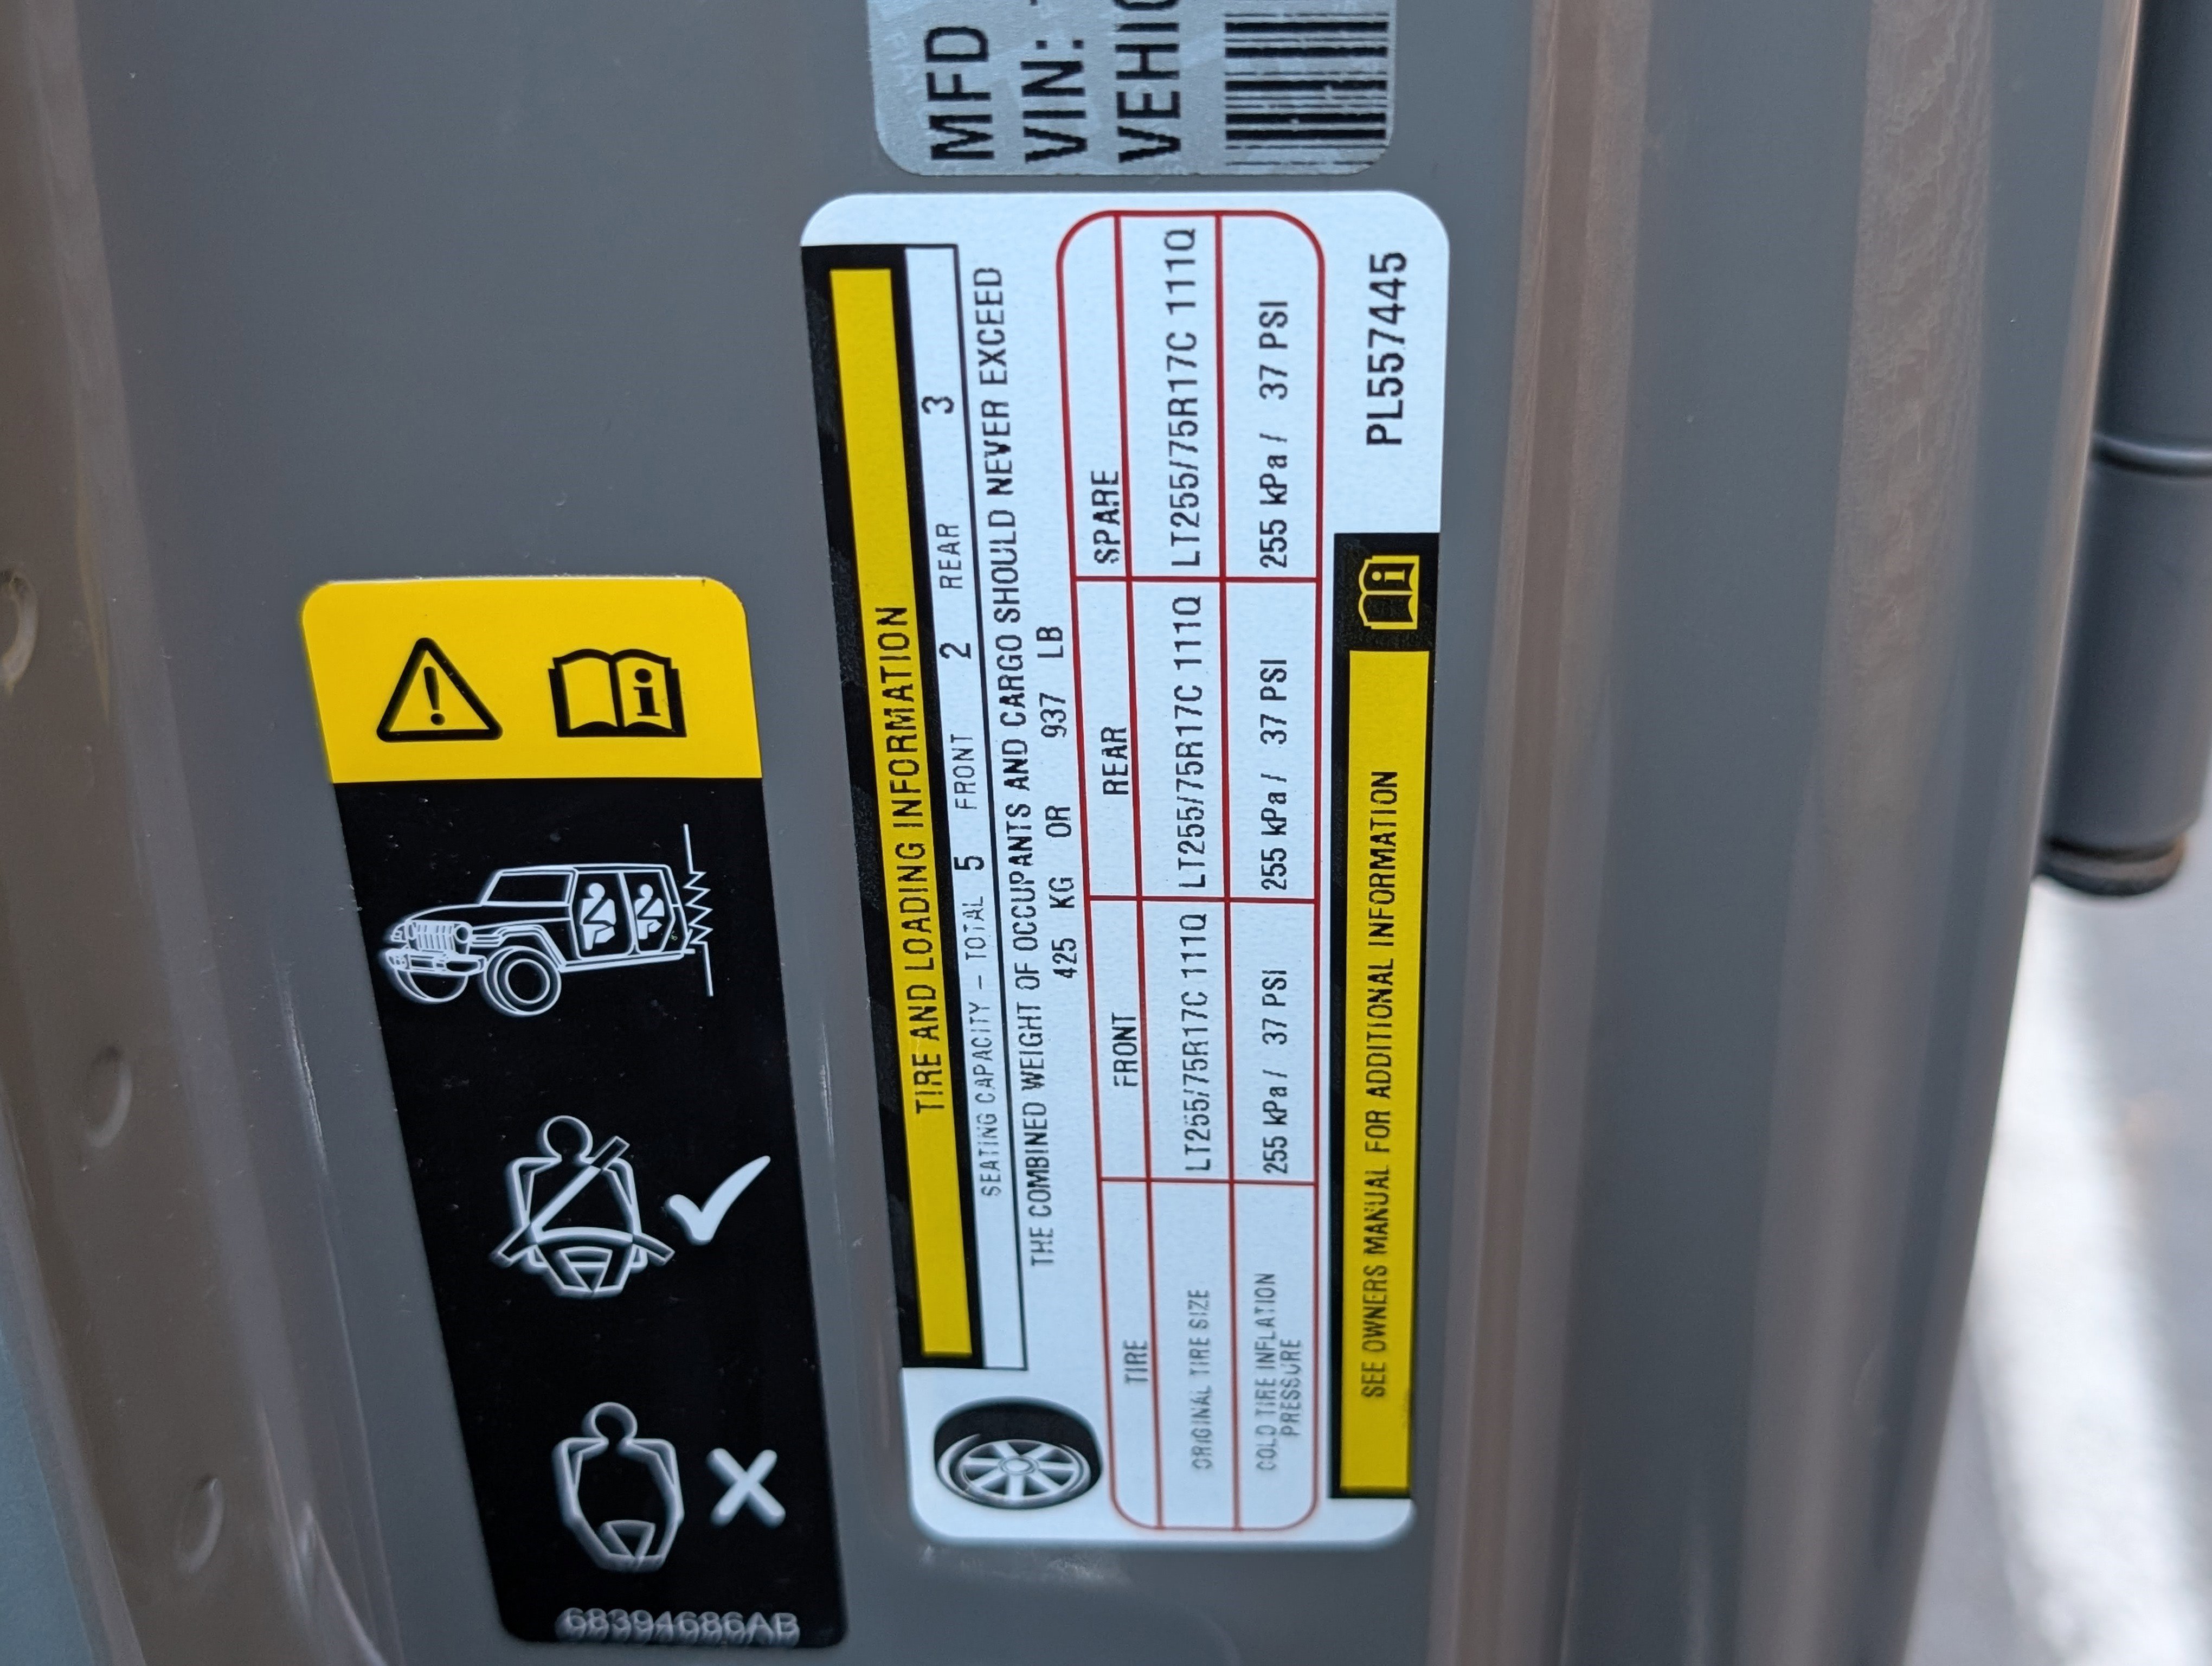 TIRE AND LOADING INFORMATION
SEATING CAPACITY – TOTAL 5 FRONT 2 REAR 3
THE COMBINED WEIGHT OF OCCUPANTS AND CARGO SHOULD NEVER EXCEED
425 KG OR 937 LB
TIRE FRONT REAR SPARE
ORIGINAL TIRE SIZE LT255/75R17C 111Q LT255/75R17C 111Q LT255/75R17C 111Q
COLD TIRE INFLATION
PRESSURE
255 kPa / 37 PSI 255 kPa / 37 PSI 255 kPa / 37 PSI
SEE OWNERS MANUAL FOR ADDITIONAL INFORMATION
PL557445
MFD
VIN:
68394686AB